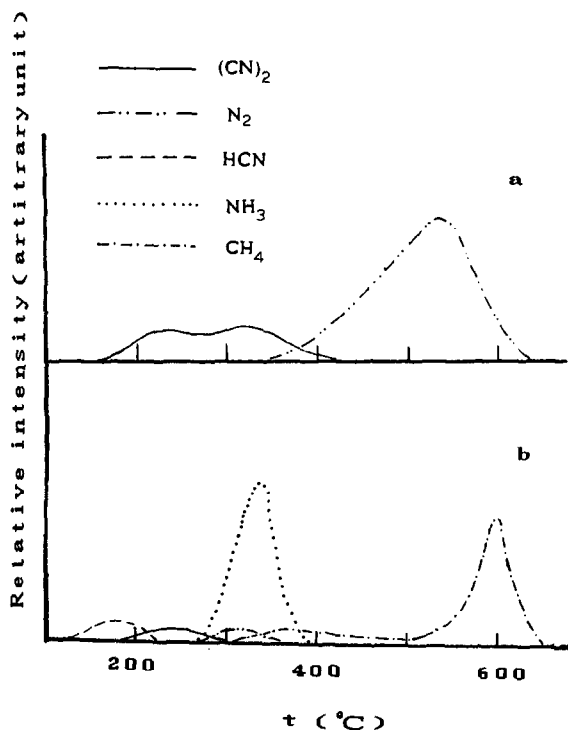 Relative intensity(artitrary unit)
(CN)2
N2
HCN
NH3
CH4
a
b
200 400 600
t (°C)